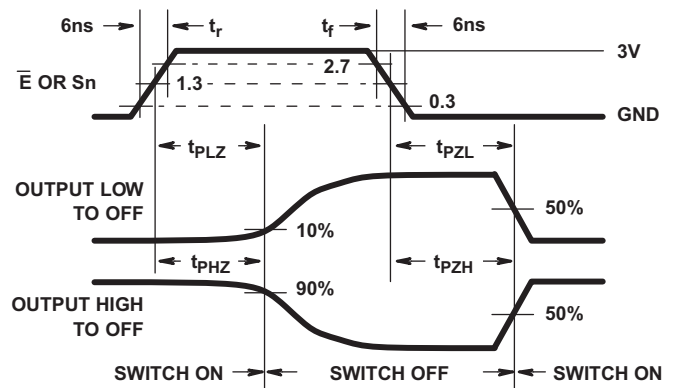 6ns tr tf 6ns
3V
E OR Sn 1.3 2.7 0.3
GND
tPLZ tPZL
OUTPUT LOW
TO OFF
10% 50%
tPHZ tPZH
OUTPUT HIGH
TO OFF
90% 50%
SWITCH ON SWITCH OFF SWITCH ON